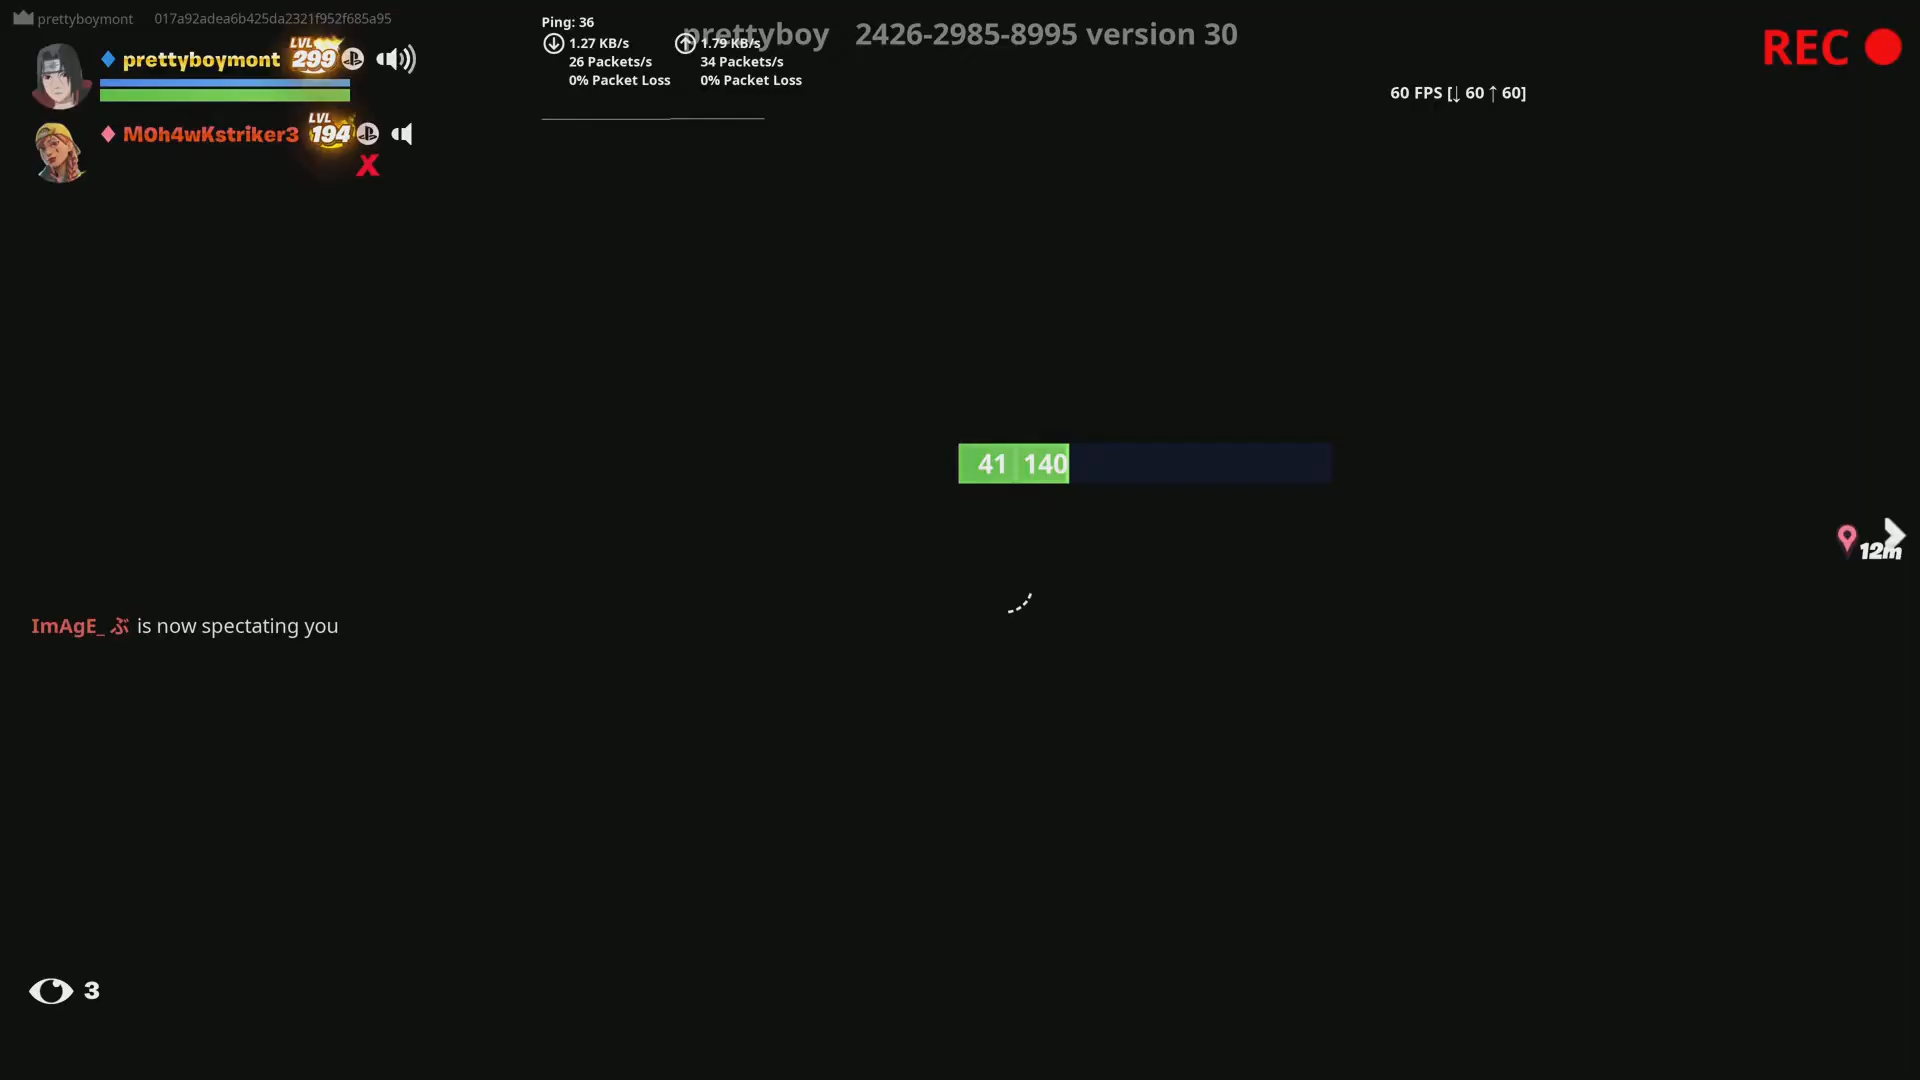 prettyboymont 017a92adea6b425da2321f952f685a95
prettyboymont LVL 299
M0h4wKstriker3 LVL 194
X
Ping: 36
1.27 KB/s 1.79 KB/s
26 Packets/s 34 Packets/s
0% Packet Loss 0% Packet Loss
prettyboy 2426-2985-8995 version 30
REC
60 FPS [↓ 60 ↑ 60]
41 140
12m
ImAgE_ ぶ is now spectating you
3